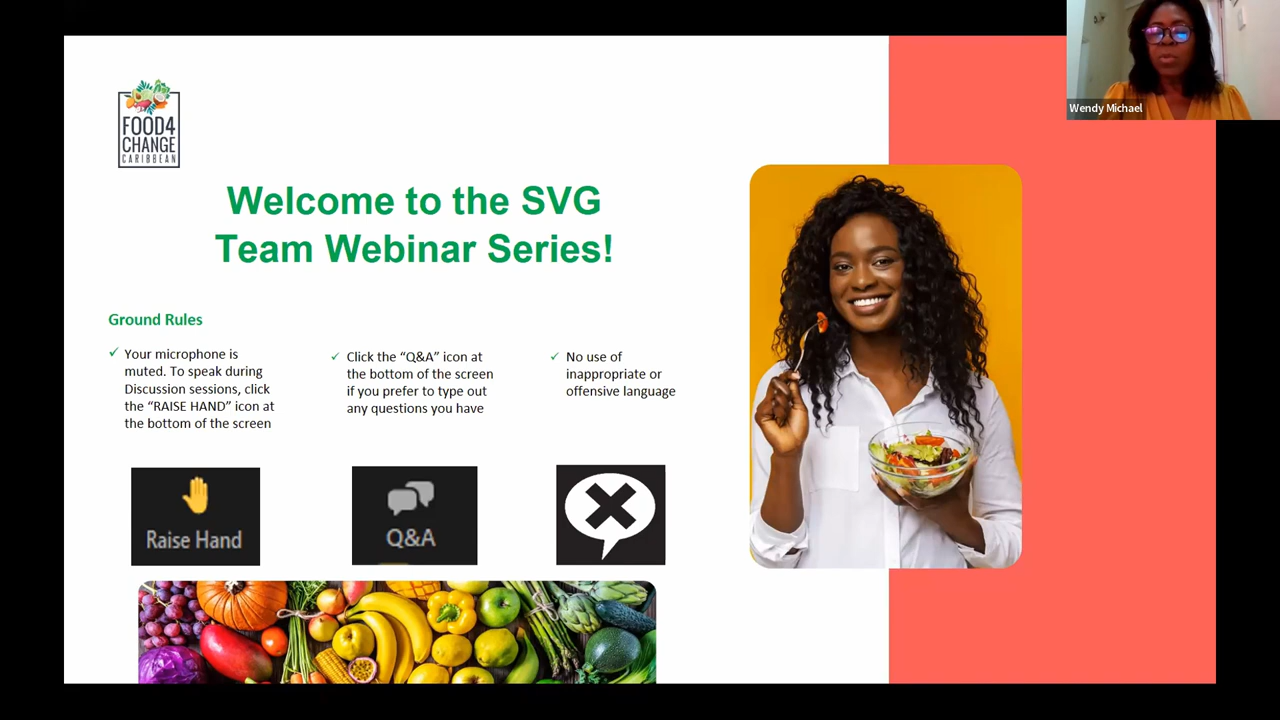 Wendy Michael
FOOD4
CHANGE
CARIBBEAN
Welcome to the SVG
Team Webinar Series!
Ground Rules
Your microphone is
muted. To speak during
Discussion sessions, click
the “RAISE HAND” icon at
the bottom of the screen
Click the “Q&A” icon at
the bottom of the screen
if you prefer to type out
any questions you have
No use of
inappropriate or
offensive language
Raise Hand
Q&A